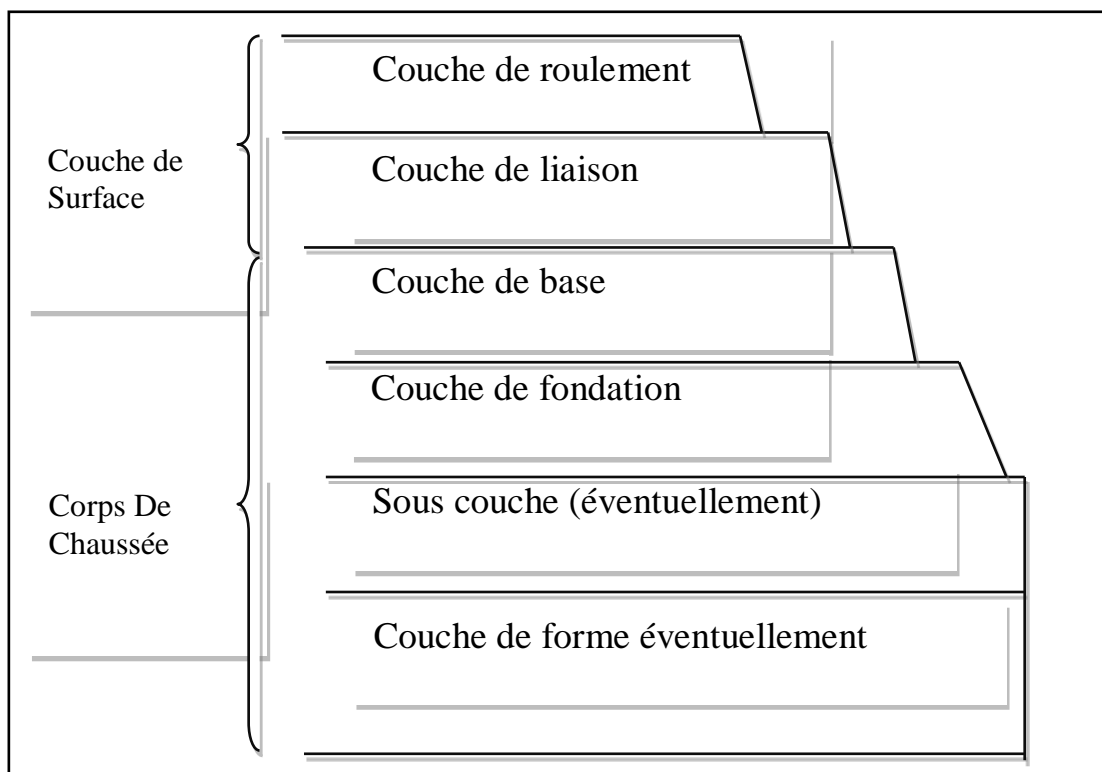 Couche de roulement
Couche de
Surface
Couche de liaison
Couche de base
Couche de fondation
Corps De
Chaussée
Sous couche (éventuellement)
Couche de forme éventuellement